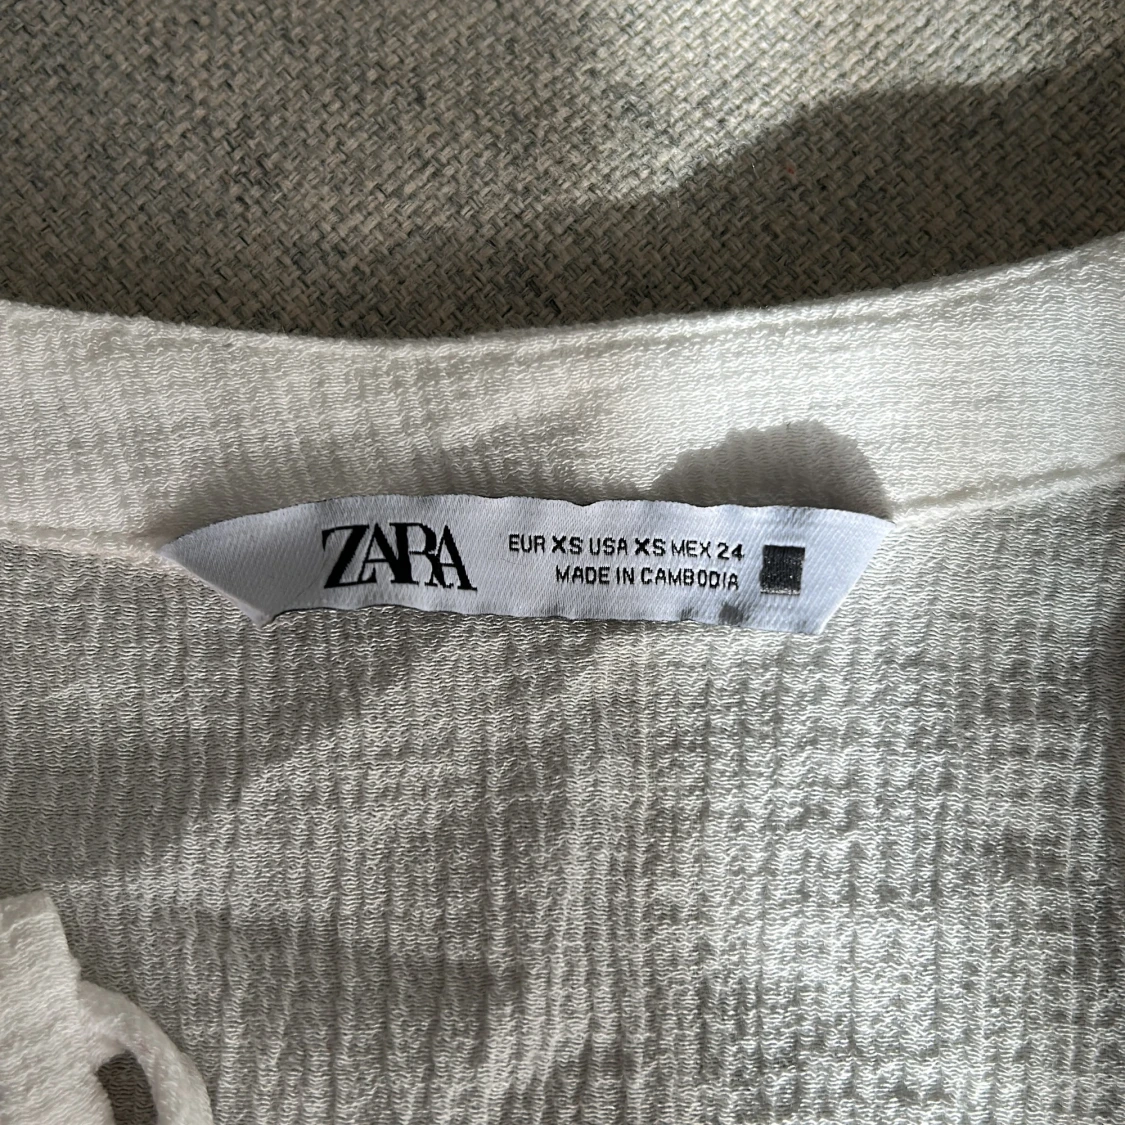 ZARA
EUR XS USA XS MEX 24
MADE IN CAMBODIA